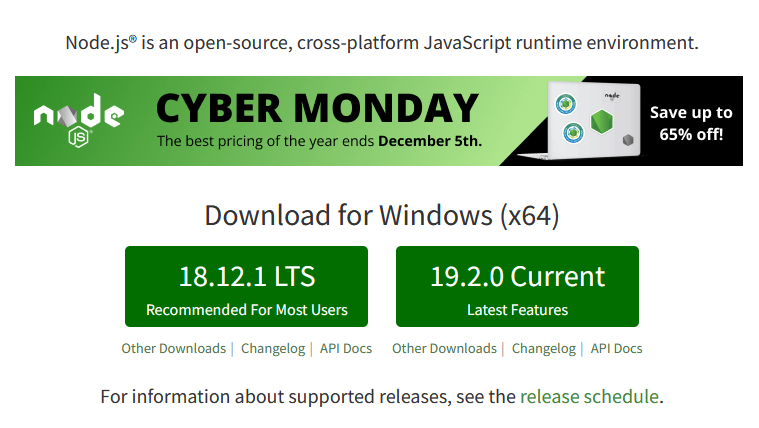 Node.js® is an open-source, cross-platform JavaScript runtime environment.
node
JS
CYBER MONDAY
The best pricing of the year ends December 5th.
node
Save up to
65% off!
Download for Windows (x64)
18.12.1 LTS
Recommended For Most Users
19.2.0 Current
Latest Features
Other Downloads | Changelog | API Docs
Other Downloads | Changelog | API Docs
For information about supported releases, see the release schedule.